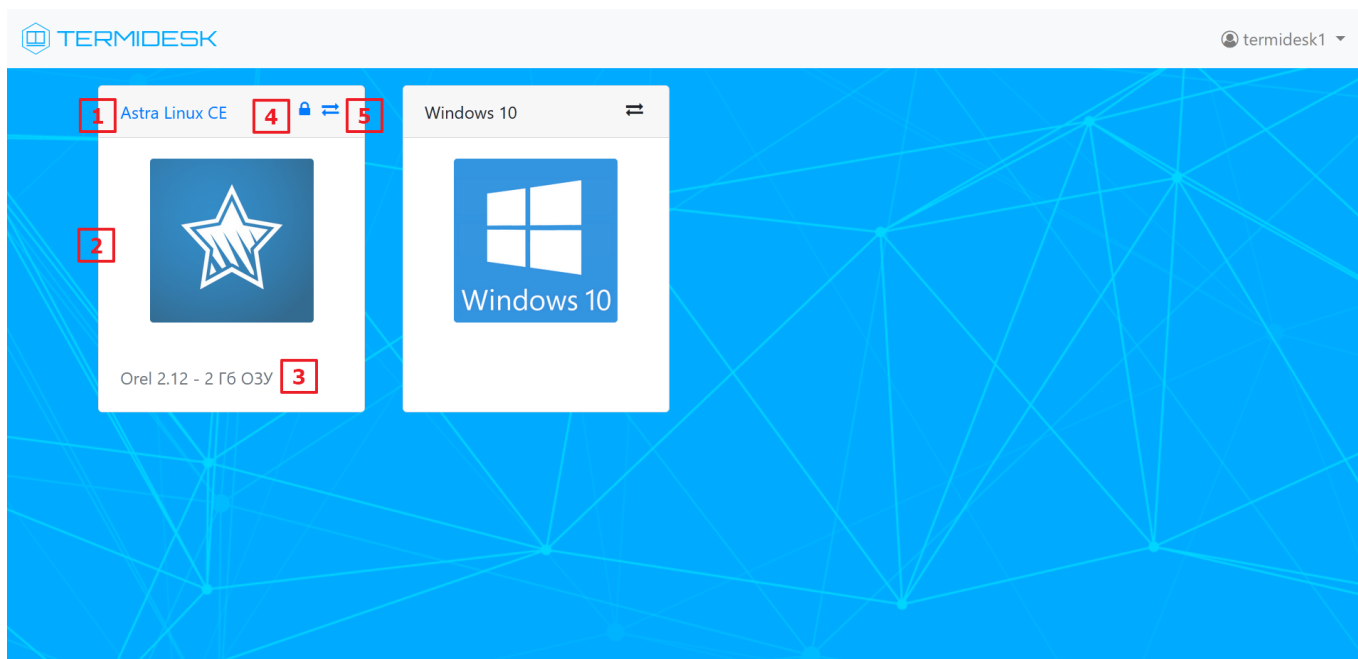 TERMIDESK
termidesk1
1 Astra Linux CE 4 5
Windows 10
2
Windows 10
Orel 2.12 - 2 Гб ОЗУ 3